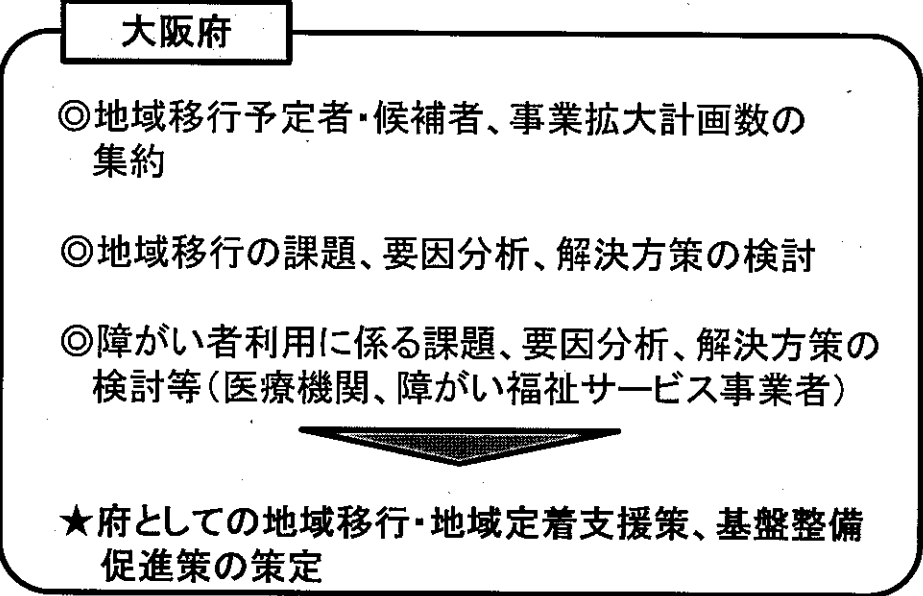 大阪府
◎地域移行予定者・候補者、事業拡大計画数の
集約
◎地域移行の課題、要因分析、解決方策の検討
◎障がい者利用に係る課題、要因分析、解決方策の
検討等（医療機関、障がい福祉サービス事業者）
★府としての地域移行・地域定着支援策、基盤整備
促進策の策定